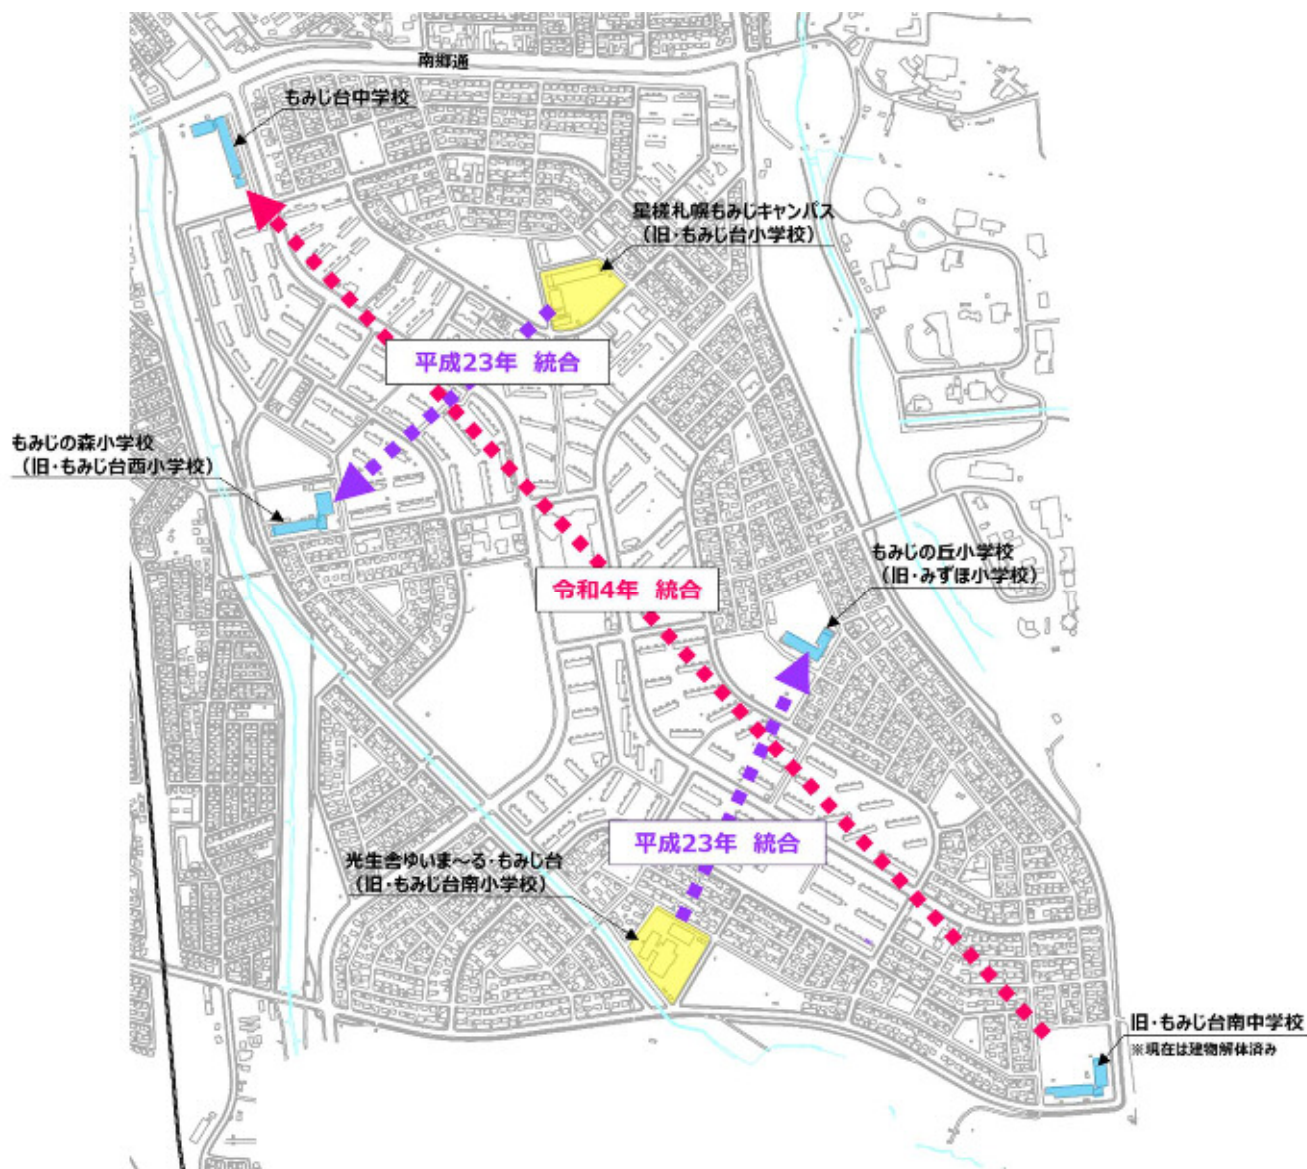 南郷通
もみじ台中学校
星槎札幌もみじキャンパス
（旧・もみじ台小学校）
平成23年 統合
もみじの森小学校
（旧・もみじ台西小学校）
もみじの丘小学校
（旧・みずほ小学校）
令和4年 統合
平成23年 統合
光生舎ゆいま～る・もみじ台
（旧・もみじ台南小学校）
旧・もみじ台南中学校
※現在は建物解体済み